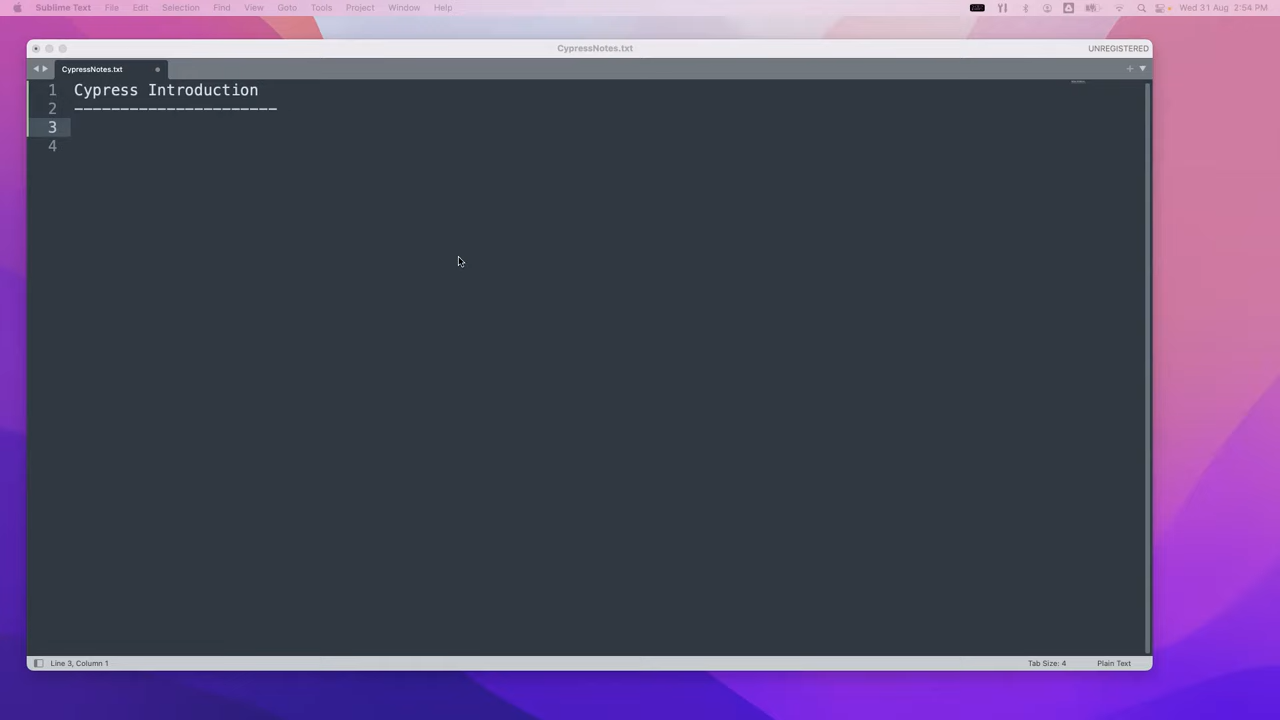 Sublime Text File Edit Selection Find View Goto Tools Project Window Help Wed 31 Aug 2:54 PM
CypressNotes.txt UNREGISTERED
CypressNotes.txt
1 Cypress Introduction
2 ----------------------
3
4
Line 3, Column 1 Tab Size: 4 Plain Text